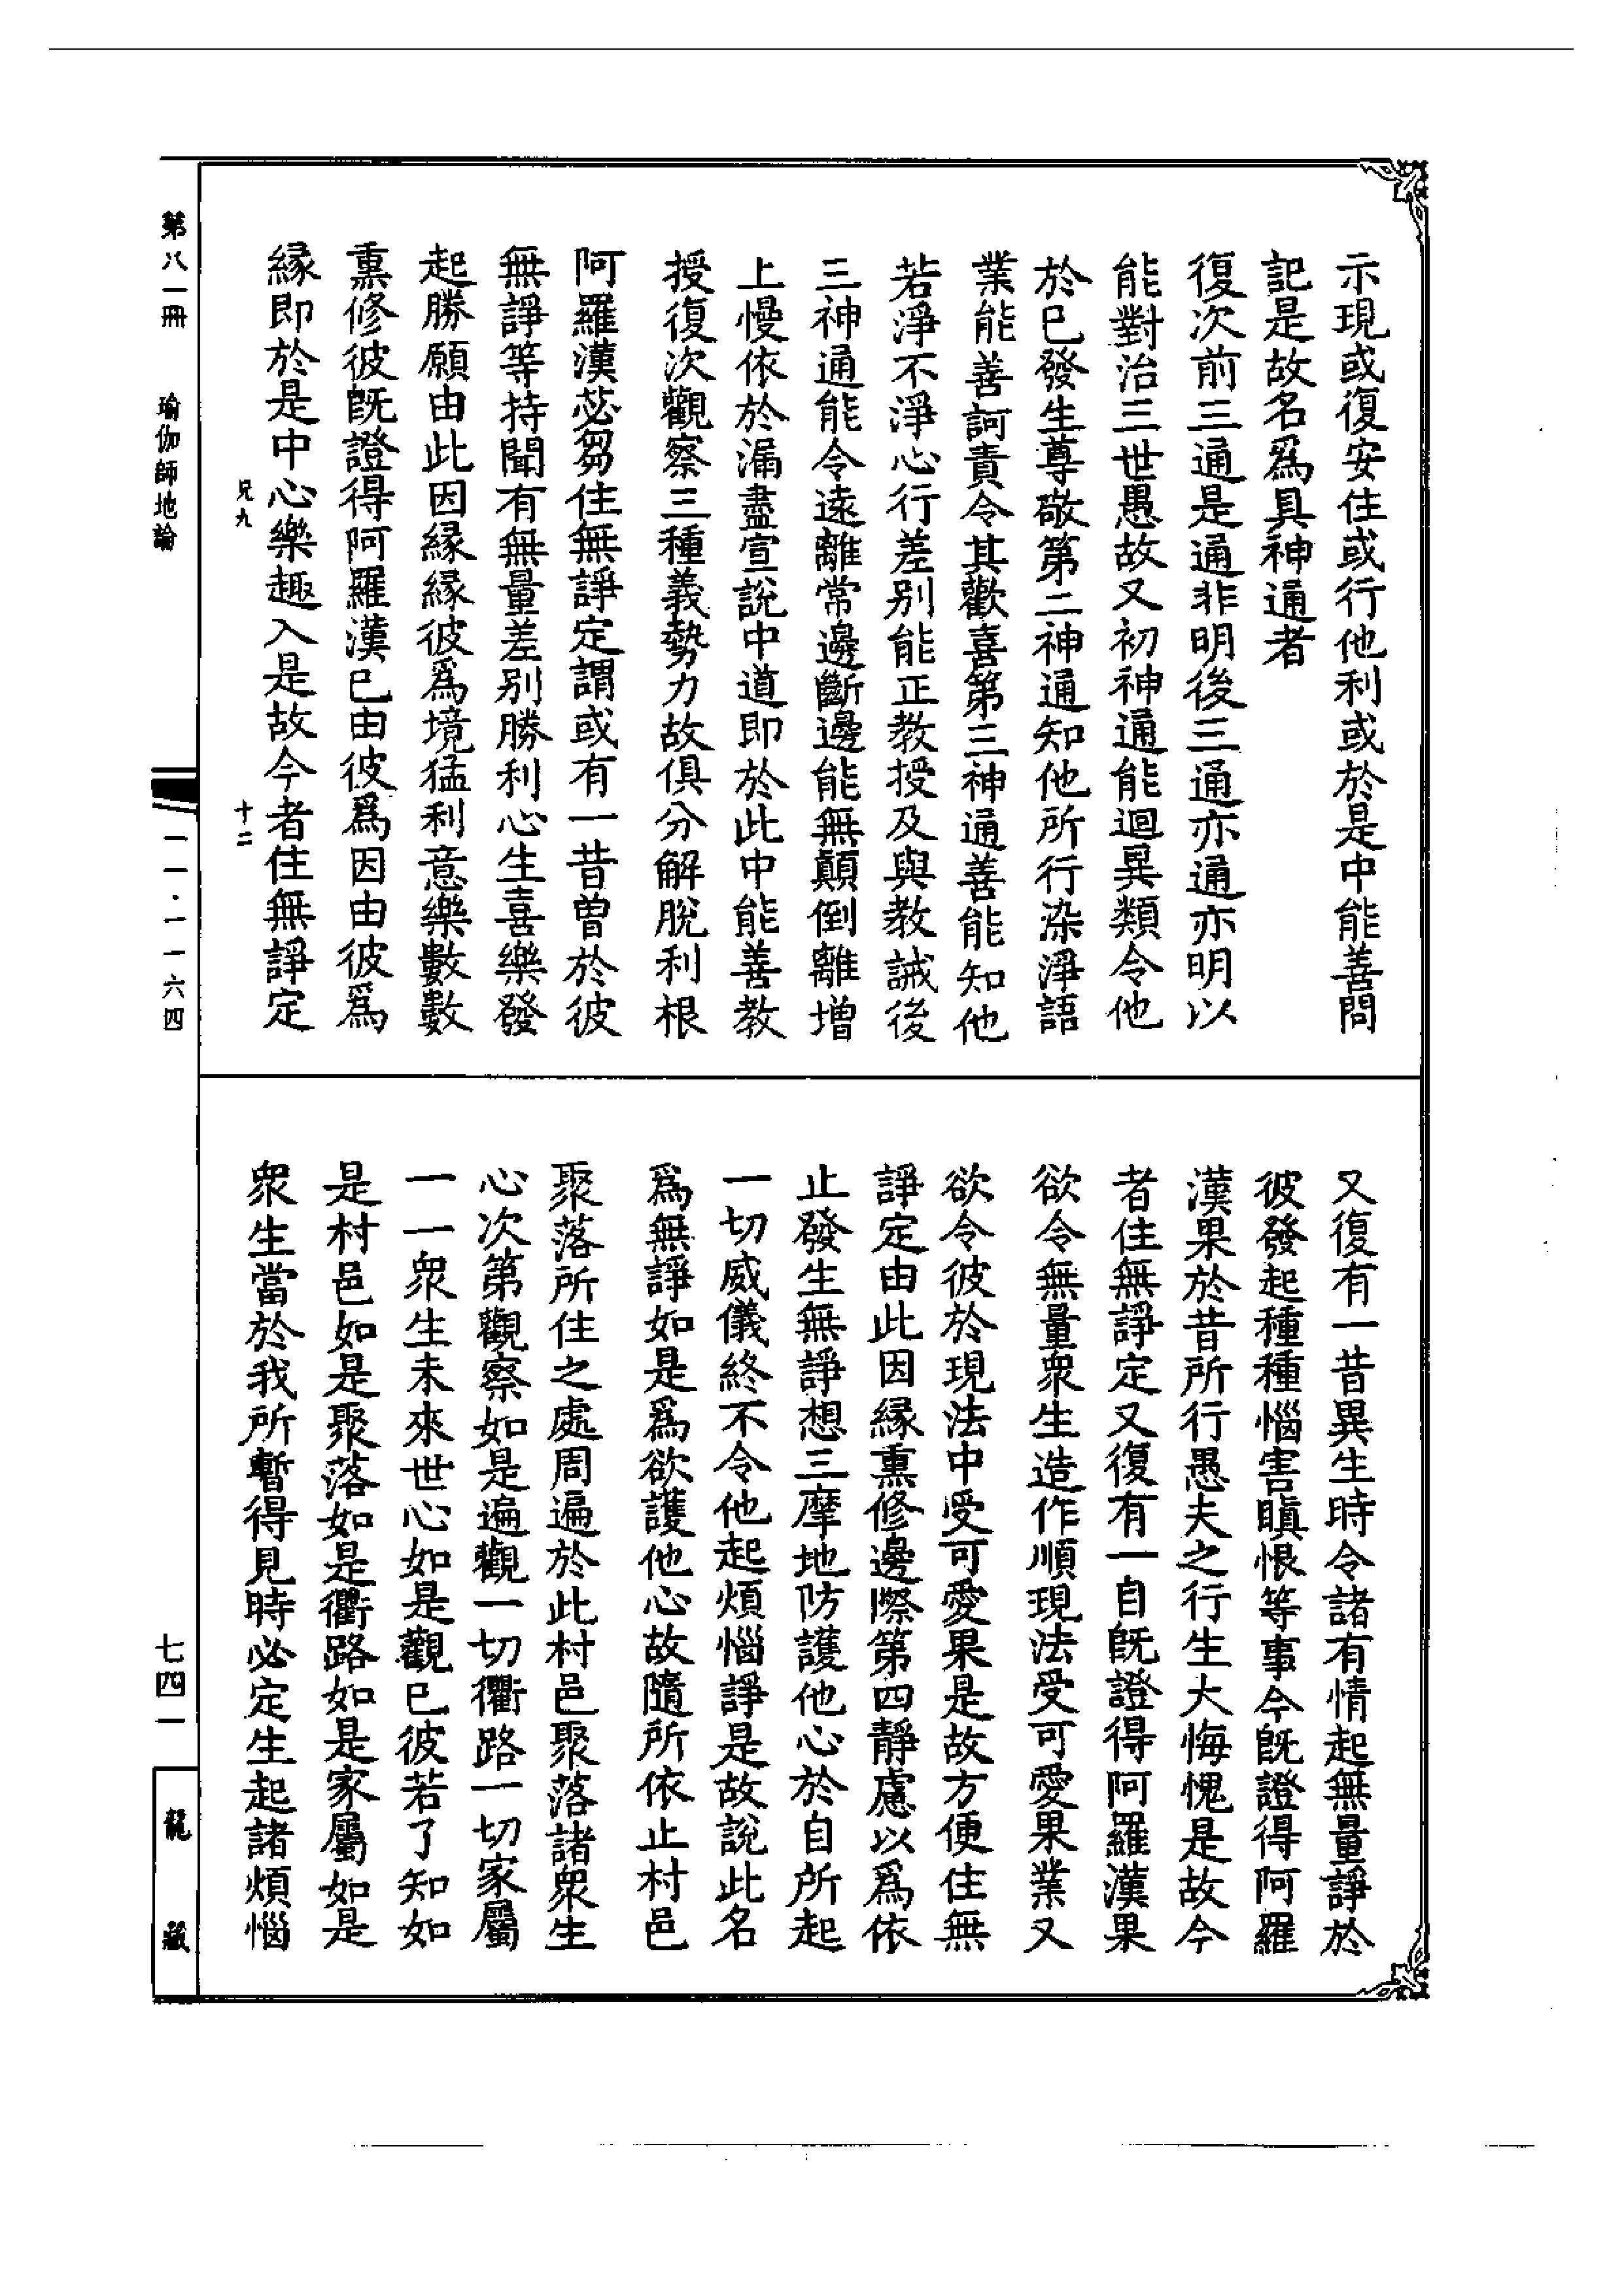 示現或復安住或行他利或於是中能善問
記是故名爲具神通者
復次前三通是通非明後三通亦通亦明以
能對治三世愚故又初神通能迴異類令他
於已發生尊敬第二神通知他所行染淨語
業能善訶責令其歡喜第三神通善能知他
若淨不淨心行差别能正教授及與教誡後
三神通能令遠離常邊斷邊能無顚倒離增
上慢依於漏盡宣說中道即於此中能善教
授復次觀察三種義勢力故俱分解脫利根
阿羅漢苾芻住無諍定謂或有一昔曽於彼
無諍等持聞有無量差别勝利心生喜樂發
起勝願由此因緣緣彼爲境猛利意樂數數
熏修彼旣證得阿羅漢已由彼爲因由彼爲
緣即於是中心樂趣入是故今者住無諍定
又復有一昔異生時令諸有情起無量諍於
彼發起種種惱害瞋恨等事今旣證得阿羅
漢果於昔所行愚夫之行生大悔愧是故今
者住無諍定又復有一自旣證得阿羅漢果
欲令無量衆生造作順現法受可愛果業又
欲令彼於現法中受可愛果是故方便住無
諍定由此因緣熏修邊際第四靜慮以爲依
止發生無諍想三摩地防護他心於自所起
一切威儀終不令他起煩惱諍是故說此名
爲無諍如是爲欲護他心故隨所依止村邑
聚落所住之處周遍於此村邑聚落諸衆生
心次第觀察如是遍觀一切衢路一切家屬
一一衆生未來世心如是觀已彼若了知如
是村邑如是聚落如是衢路如是家屬如是
衆生當於我所暫得見時必定生起諸煩惱
兄九
十二
第八一冊
瑜伽師地論
一一·一一六四
七四一
龍藏